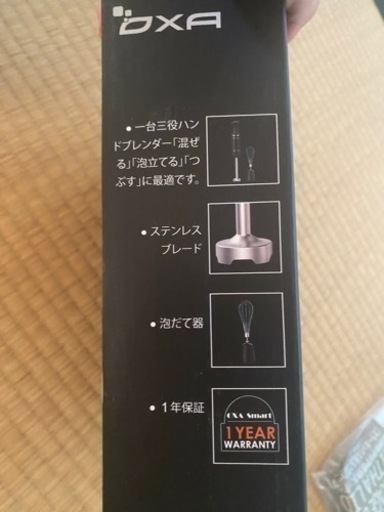 OXA
• 一台三役ハン
ドブレンダー「混ぜ
る」「泡立てる」「つ
ぶす」に最適です。
• ステンレス
ブレード
• 泡だて器
• 1年保証
OXA Smart
1 YEAR
WARRANTY